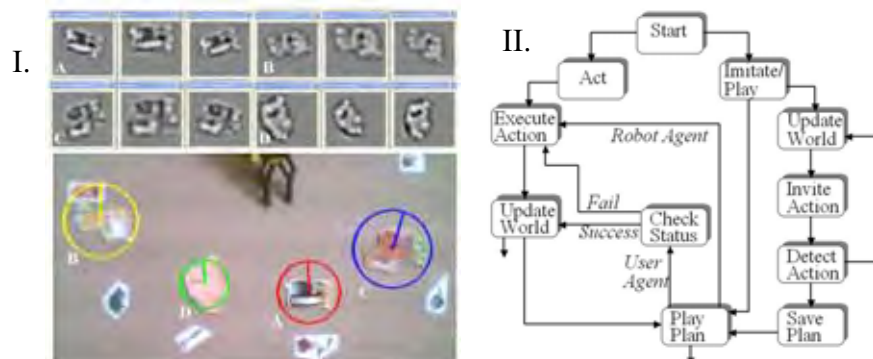 I.
A
B
C
D
B
D
A
C
II.
Start
Act
Imitate/
Play
Execute
Action
Robot Agent
Update
World
Invite
Action
Fail
Update
World
Success
Check
Status
User
Agent
Detect
Action
Play
Plan
Save
Plan